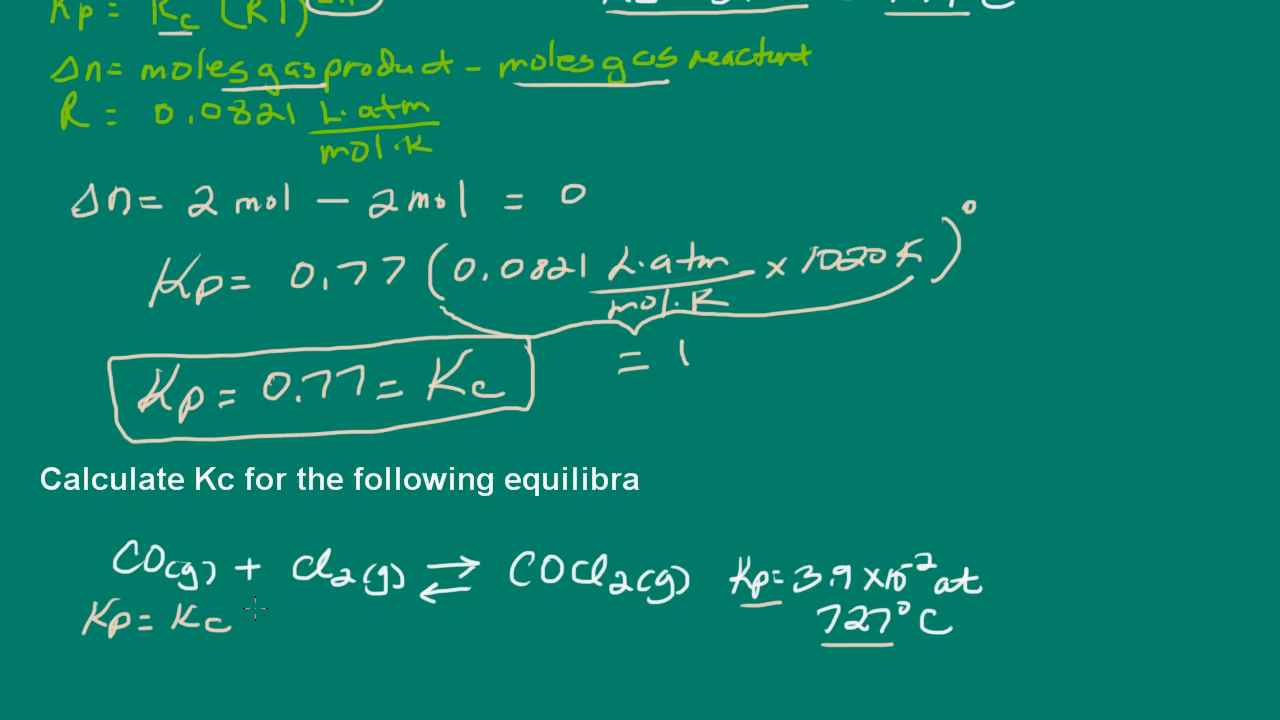 Kp = Kc (RT)
Δn = moles gas product - moles gas reactant
R = 0.0821 L·atm
mol·K
Δn = 2 mol - 2 mol = 0
Kp = 0.77 (0.0821 L·atm/mol·K × 1020 K)⁰
= 1
Kp = 0.77 = Kc
Calculate Kc for the following equilibra
CO(g) + Cl₂(g) ⇌ COCl₂(g) Kp = 3.9 ×10⁻² at
727° C
Kp = Kc